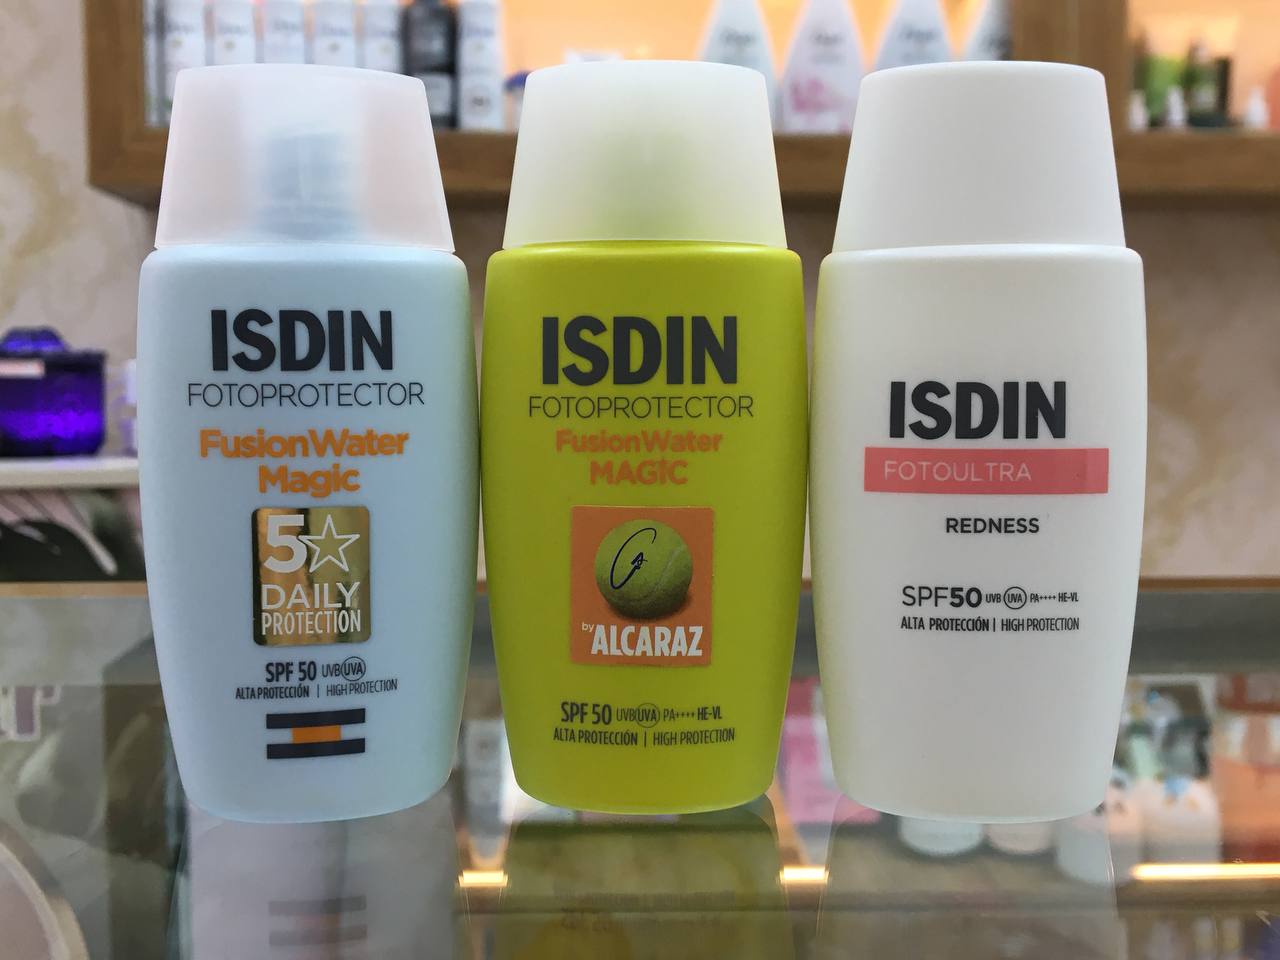 ISDIN
FOTOPROTECTOR
FusionWater
Magic
5
DAILY
PROTECTION
SPF 50 UVB UVA
ALTA PROTECCIÓN | HIGH PROTECTION
ISDIN
FOTOPROTECTOR
FusionWater
MAGIC
by ALCARAZ
SPF 50 UVB UVA PA++++ HE-VL
ALTA PROTECCIÓN | HIGH PROTECTION
ISDIN
FOTOULTRA
REDNESS
SPF50 UVB UVA PA++++ HE-VL
ALTA PROTECCIÓN | HIGH PROTECTION